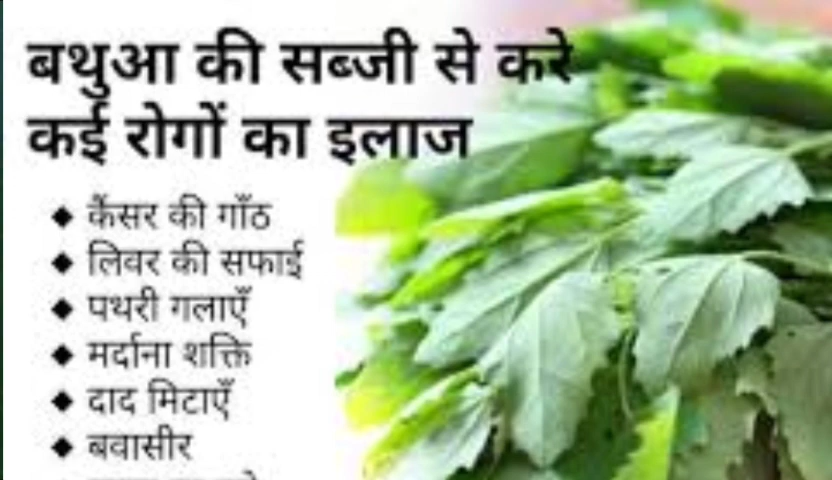 बथुआ की सब्जी से करे
कई रोगों का इलाज
◆ कैंसर की गाँठ
◆ लिवर की सफाई
◆ पथरी गलाएँ
◆ मर्दाना शक्ति
◆ दाद मिटाएँ
◆ बवासीर